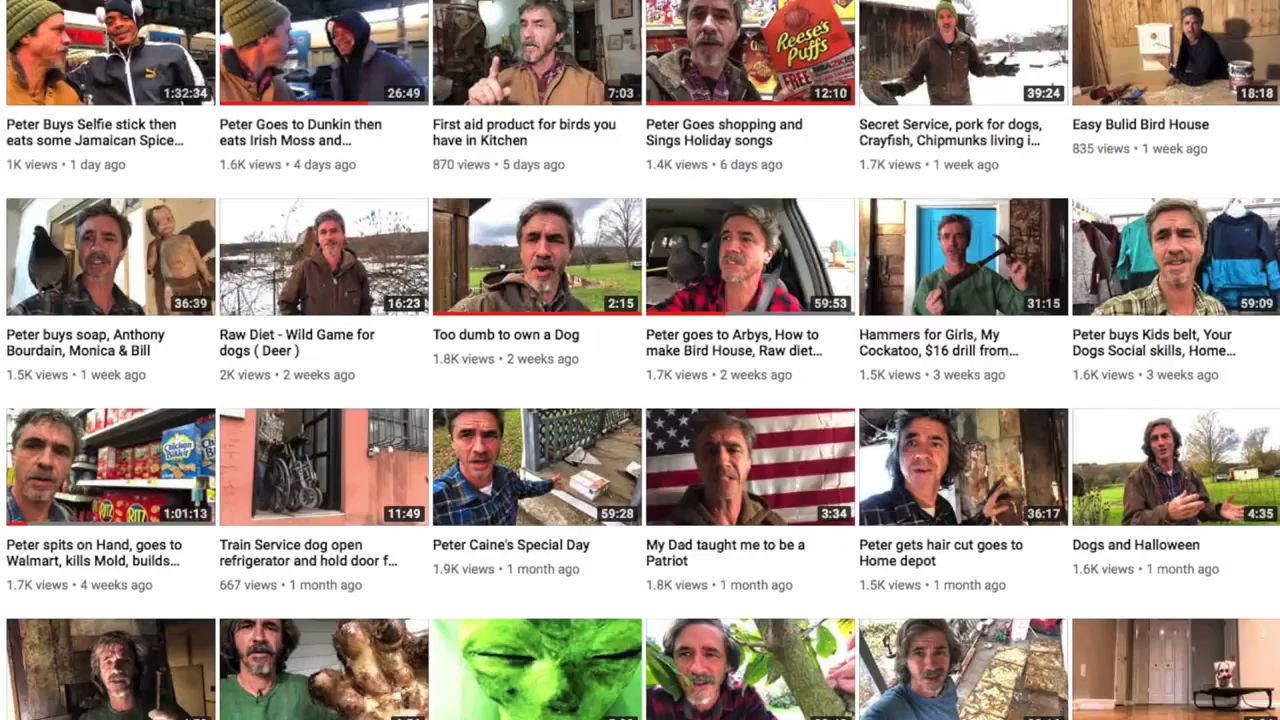 Reese's
Puffs
FREE
1:32:34
26:49
7:03
12:10
39:24
18:18
Peter Buys Selfie stick then
eats some Jamaican Spice...
1K views • 1 day ago
Peter Goes to Dunkin then
eats Irish Moss and...
1.6K views • 4 days ago
First aid product for birds you
have in Kitchen
870 views • 5 days ago
Peter Goes shopping and
Sings Holiday songs
1.4K views • 6 days ago
Secret Service, pork for dogs,
Crayfish, Chipmunks living i...
1.7K views • 1 week ago
Easy Bulid Bird House
835 views • 1 week ago
36:39
16:23
2:15
59:53
31:15
59:09
Peter buys soap, Anthony
Bourdain, Monica & Bill
1.5K views • 1 week ago
Raw Diet - Wild Game for
dogs ( Deer )
2K views • 2 weeks ago
Too dumb to own a Dog
1.8K views • 2 weeks ago
Peter goes to Arbys, How to
make Bird House, Raw diet...
1.7K views • 2 weeks ago
Hammers for Girls, My
Cockatoo, $16 drill from...
1.5K views • 3 weeks ago
Peter buys Kids belt, Your
Dogs Social skills, Home...
1.6K views • 3 weeks ago
Chicken
RITZ
1:01:13
11:49
59:28
3:34
36:17
4:35
Peter spits on Hand, goes to
Walmart, kills Mold, builds...
1.7K views • 4 weeks ago
Train Service dog open
refrigerator and hold door f...
667 views • 1 month ago
Peter Caine's Special Day
1.9K views • 1 month ago
My Dad taught me to be a
Patriot
1.8K views • 1 month ago
Peter gets hair cut goes to
Home depot
1.5K views • 1 month ago
Dogs and Halloween
1.6K views • 1 month ago